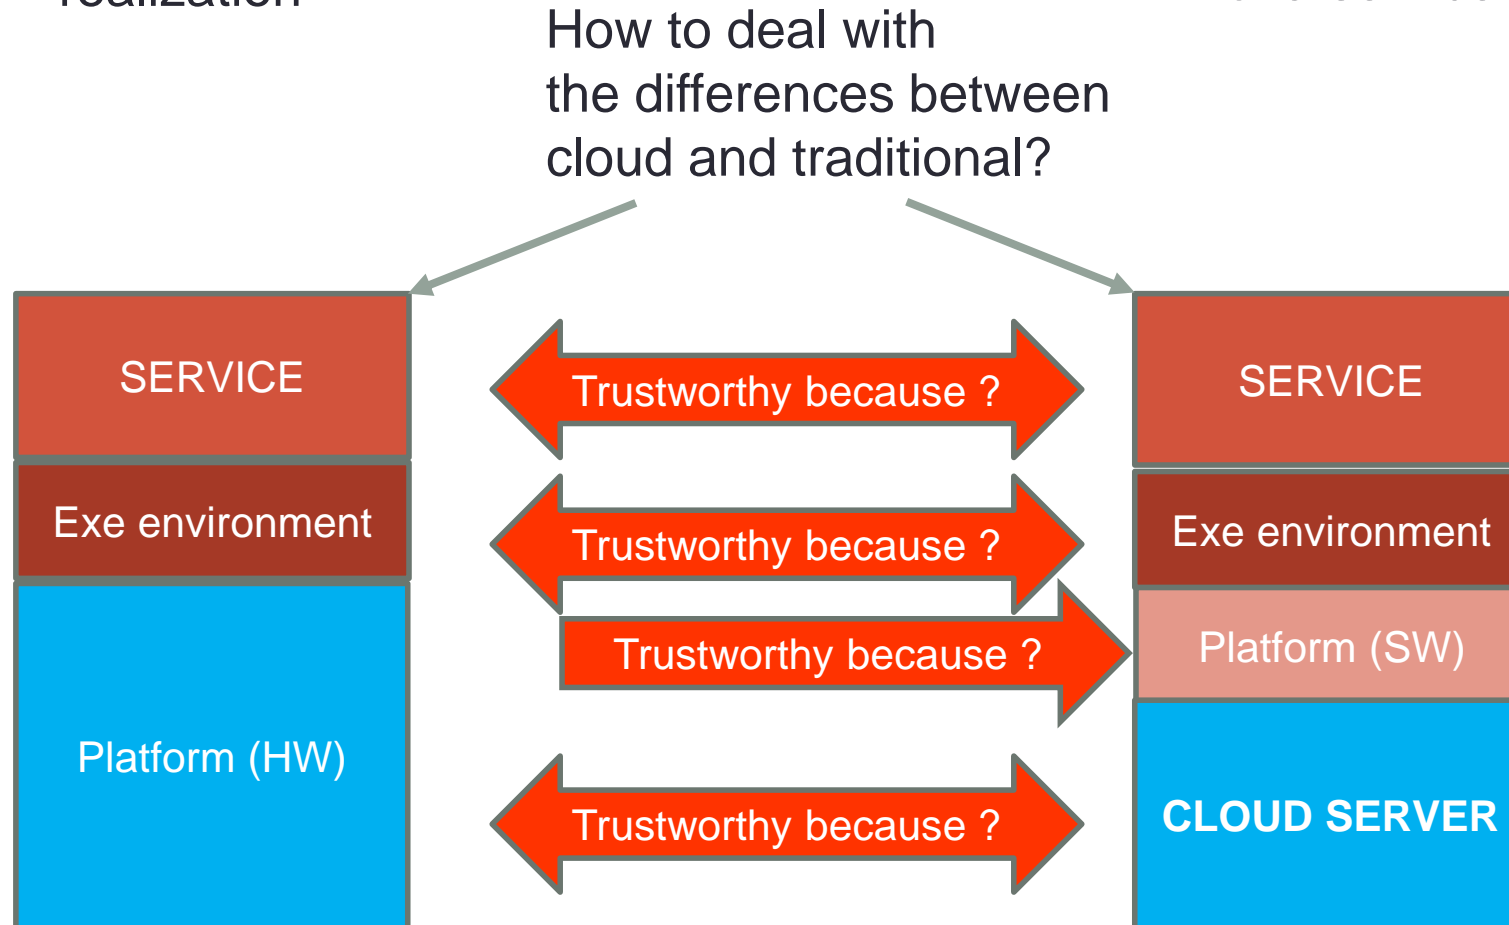 realization
How to deal with
the differences between
cloud and traditional?
SERVICE
Trustworthy because ?
SERVICE
Exe environment
Trustworthy because ?
Exe environment
Trustworthy because ?
Platform (SW)
Platform (HW)
Trustworthy because ?
CLOUD SERVER